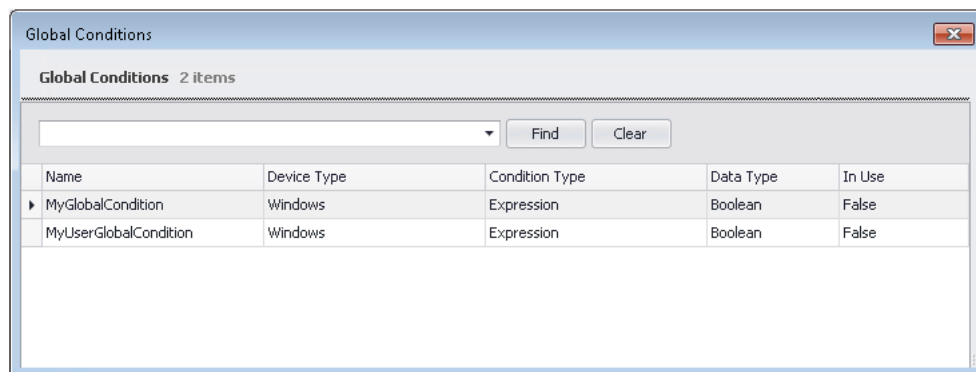 Global Conditions
Global Conditions 2 items
Find Clear
Name Device Type Condition Type Data Type In Use
MyGlobalCondition Windows Expression Boolean False
MyUserGlobalCondition Windows Expression Boolean False